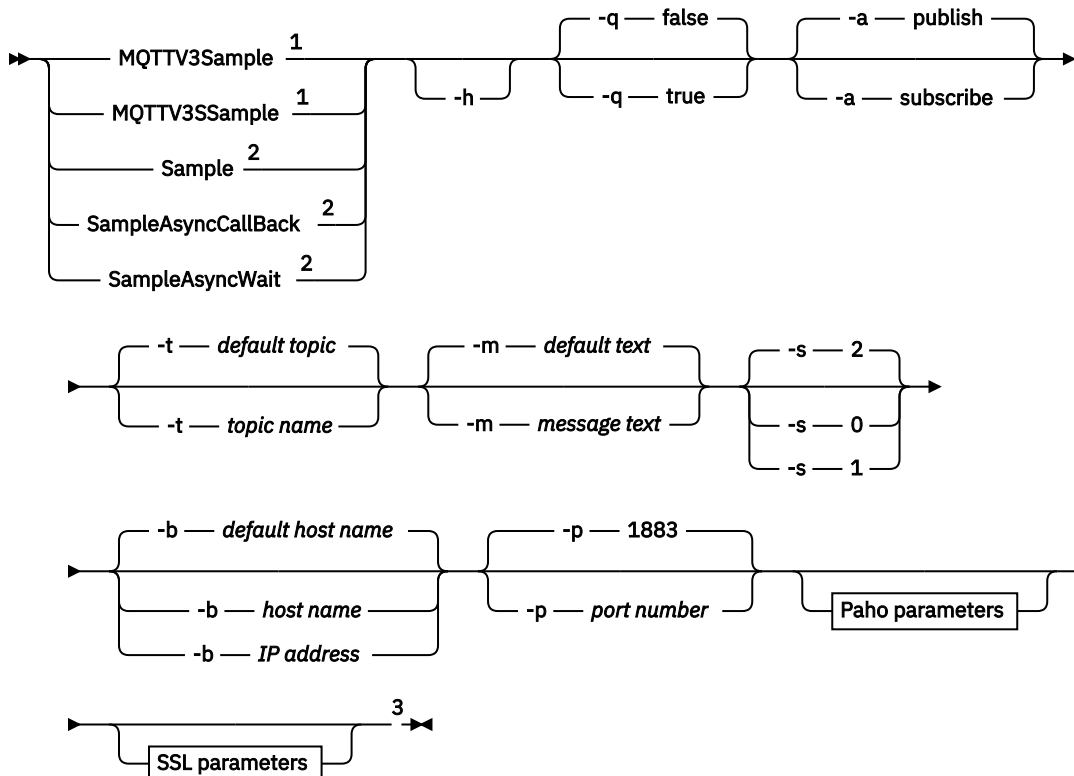 -q false -a publish
MQTTV3Sample 1
-h
-q true -a subscribe
MQTTV3SSample 1
Sample 2
SampleAsyncCallBack 2
SampleAsyncWait 2
-t default topic -m default text -s 2
-t topic name -m message text -s 0
-s 1
-b default host name -p 1883
-b host name -p port number Paho parameters
-b IP address
3
SSL parameters